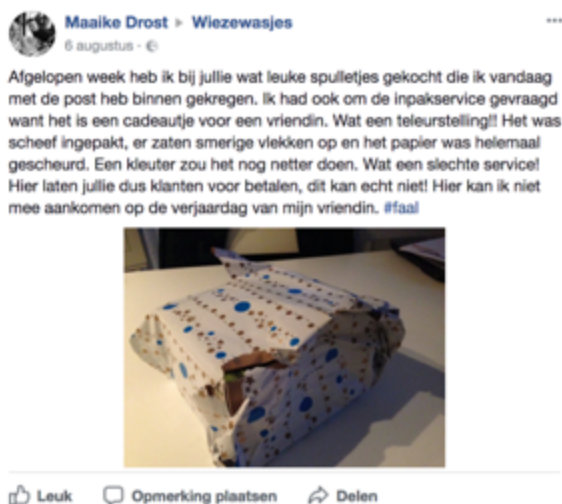 Maaike Drost ▸ Wiezewasjes
6 augustus ·
Afgelopen week heb ik bij jullie wat leuke spulletjes gekocht die ik vandaag
met de post heb binnen gekregen. Ik had ook om de inpakservice gevraagd
want het is een cadeautje voor een vriendin. Wat een teleurstelling!! Het was
scheef ingepakt, er zaten smerige vlekken op en het papier was helemaal
gescheurd. Een kleuter zou het nog netter doen. Wat een slechte service!
Hier laten jullie dus klanten voor betalen, dit kan echt niet! Hier kan ik niet
mee aankomen op de verjaardag van mijn vriendin. #faal
Leuk Opmerking plaatsen Delen